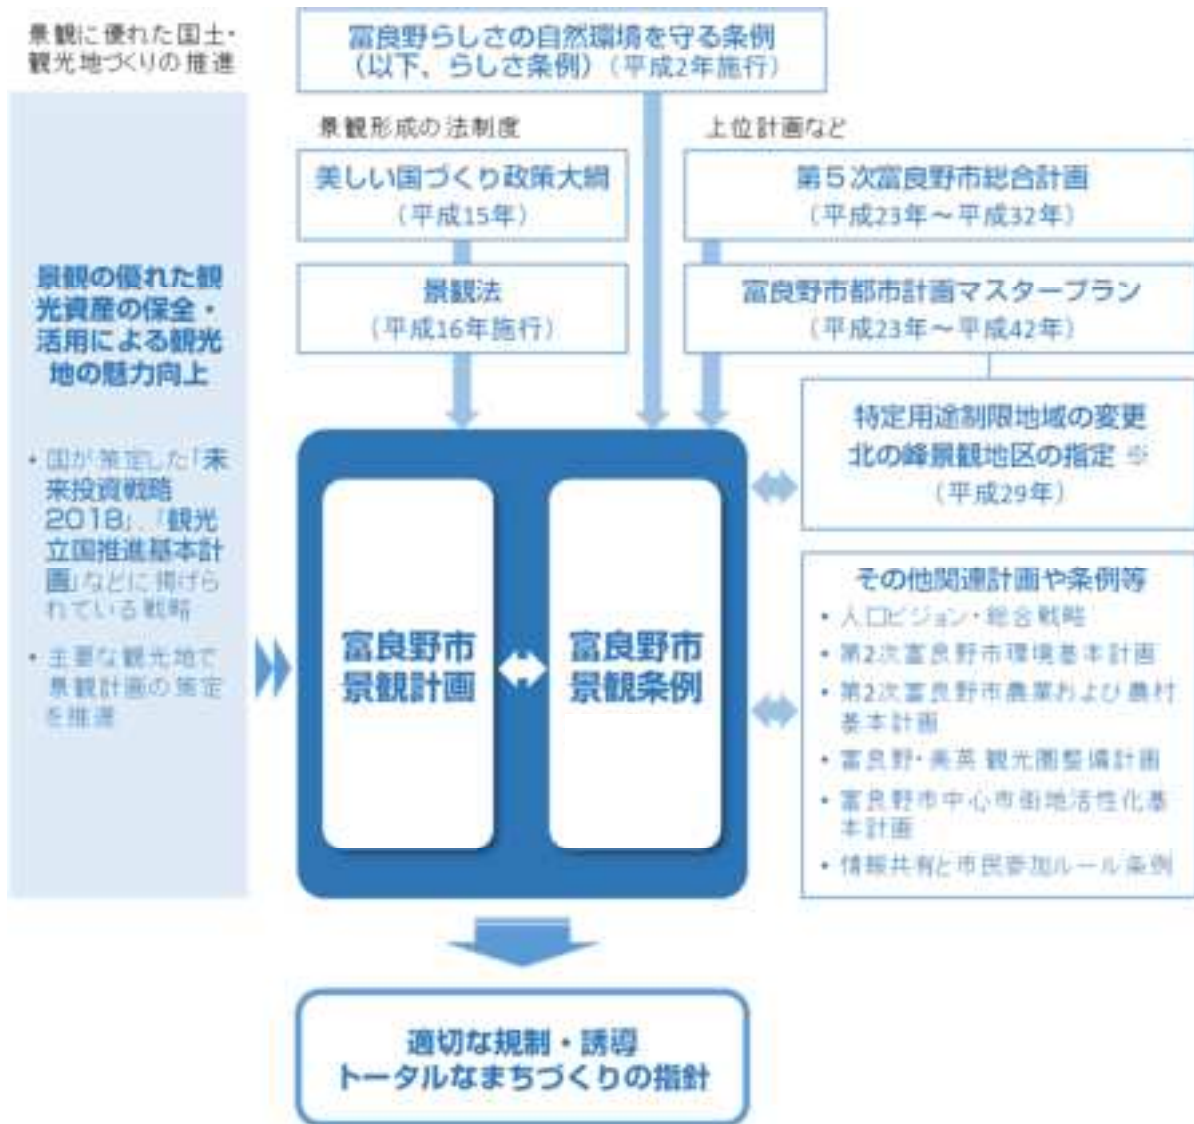 景観に優れた国土・
観光地づくりの推進
景観の優れた観
光資産の保全・
活用による観光
地の魅力向上
• 国が策定した「未
来投資戦略
2018」、「観光
立国推進基本計
画」などに掲げら
れている戦略
• 主要な観光地で
景観計画の策定
を推進
富良野らしさの自然環境を守る条例
(以下、らしさ条例)(平成2年施行)
景観形成の法制度
美しい国づくり政策大綱
(平成15年)
景観法
(平成16年施行)
上位計画など
第5次富良野市総合計画
(平成23年~平成32年)
富良野市都市計画マスタープラン
(平成23年~平成42年)
特定用途制限地域の変更
北の峰景観地区の指定 ※
(平成29年)
その他関連計画や条例等
• 人口ビジョン・総合戦略
• 第2次富良野市環境基本計画
• 第2次富良野市農業および農村
基本計画
• 富良野・美瑛 観光圏整備計画
• 富良野市中心市街地活性化基
本計画
• 情報共有と市民参加ルール条例
富良野市
景観計画
富良野市
景観条例
適切な規制・誘導
トータルなまちづくりの指針